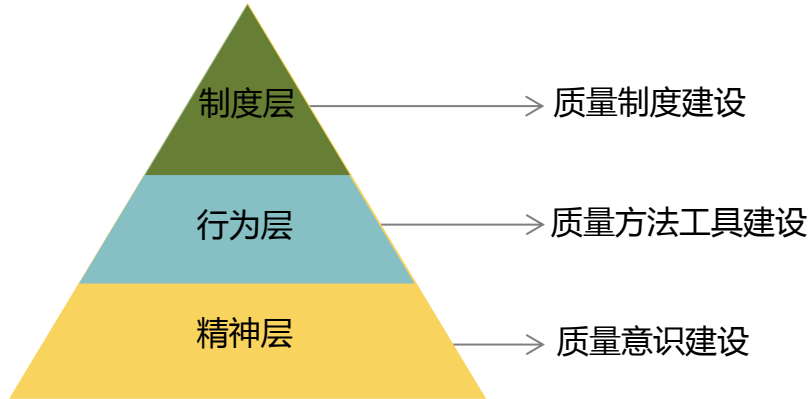 制度层
质量制度建设
行为层
质量方法工具建设
精神层
质量意识建设